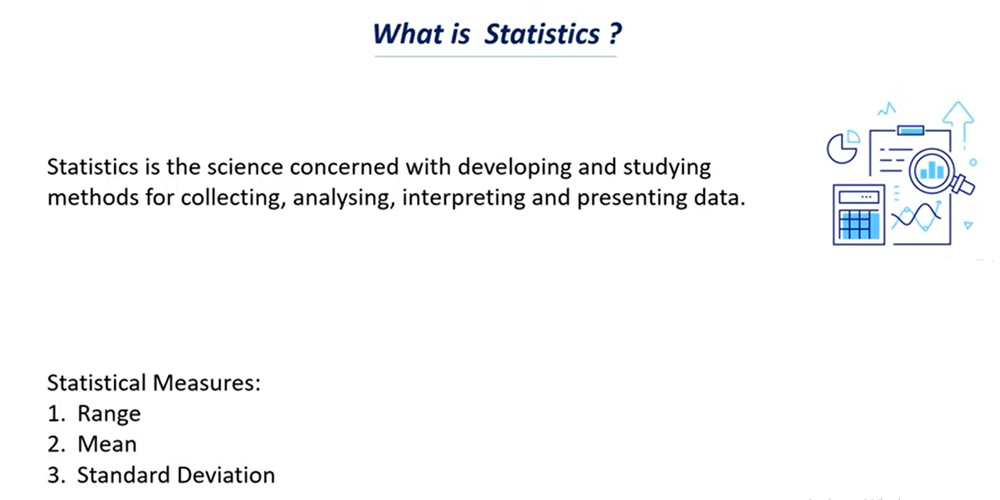 What is Statistics ?
Statistics is the science concerned with developing and studying
methods for collecting, analysing, interpreting and presenting data.
Statistical Measures:
1. Range
2. Mean
3. Standard Deviation